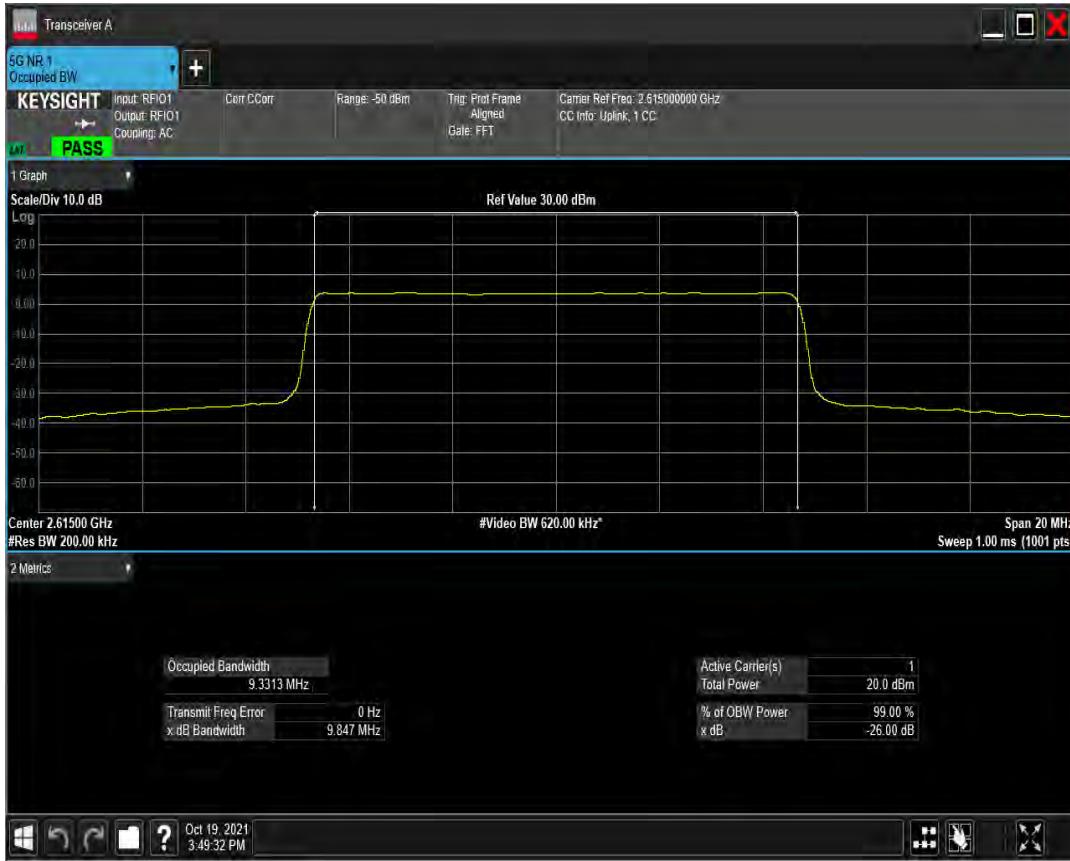 Transceiver A
5G NR 1
Occupied BW
+
KEYSIGHT
Input: RFIO1
Output: RFIO1
Coupling: AC
Corr CCorr
Range: -50 dBm
Trig: Prot Frame
Aligned
Gate: FFT
Carrier Ref Freq: 2.615000000 GHz
CC Info: Uplink, 1 CC
PASS
1 Graph
Scale/Div 10.0 dB
Ref Value 30.00 dBm
Log
20.0
10.0
0.00
-10.0
-20.0
-30.0
-40.0
-50.0
-60.0
Center 2.61500 GHz
#Video BW 620.00 kHz*
Span 20 MHz
#Res BW 200.00 kHz
Sweep 1.00 ms (1001 pts
2 Metrics
Occupied Bandwidth
9.3313 MHz
Transmit Freq Error 0 Hz
x dB Bandwidth 9.847 MHz
Active Carrier(s) 1
Total Power 20.0 dBm
% of OBW Power 99.00 %
x dB -26.00 dB
?
Oct 19, 2021
3:49:32 PM